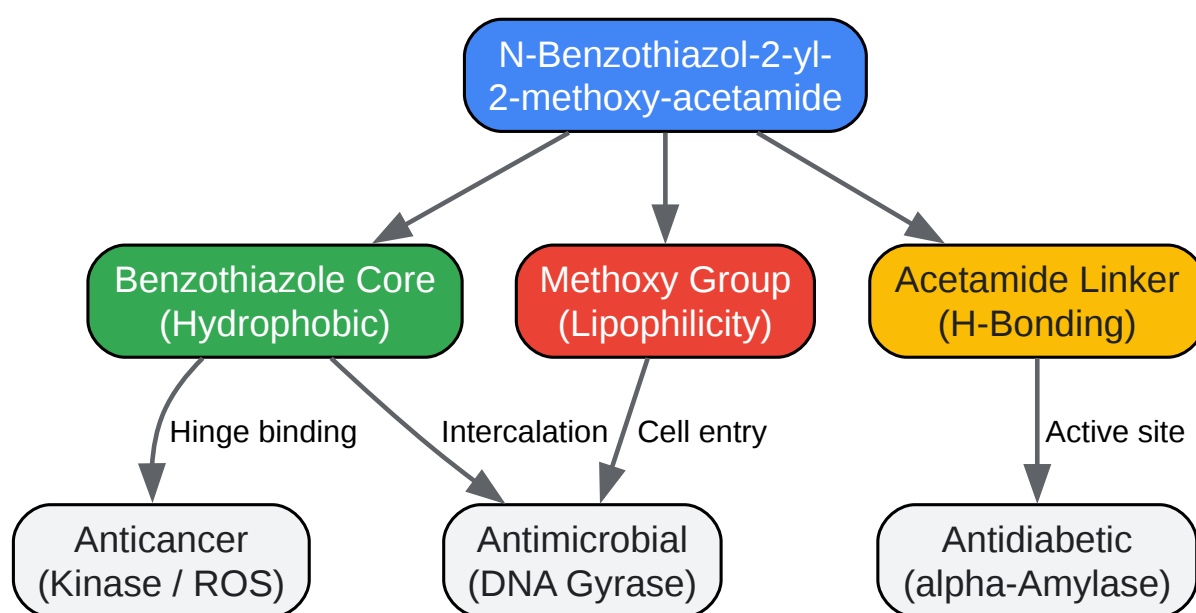 N-Benzothiazol-2-yl-
2-methoxy-acetamide
Benzothiazole Core
(Hydrophobic)
Methoxy Group
(Lipophilicity)
Acetamide Linker
(H-Bonding)
Hinge binding
Intercalation
Cell entry
Active site
Anticancer
(Kinase / ROS)
Antimicrobial
(DNA Gyrase)
Antidiabetic
(alpha-Amylase)